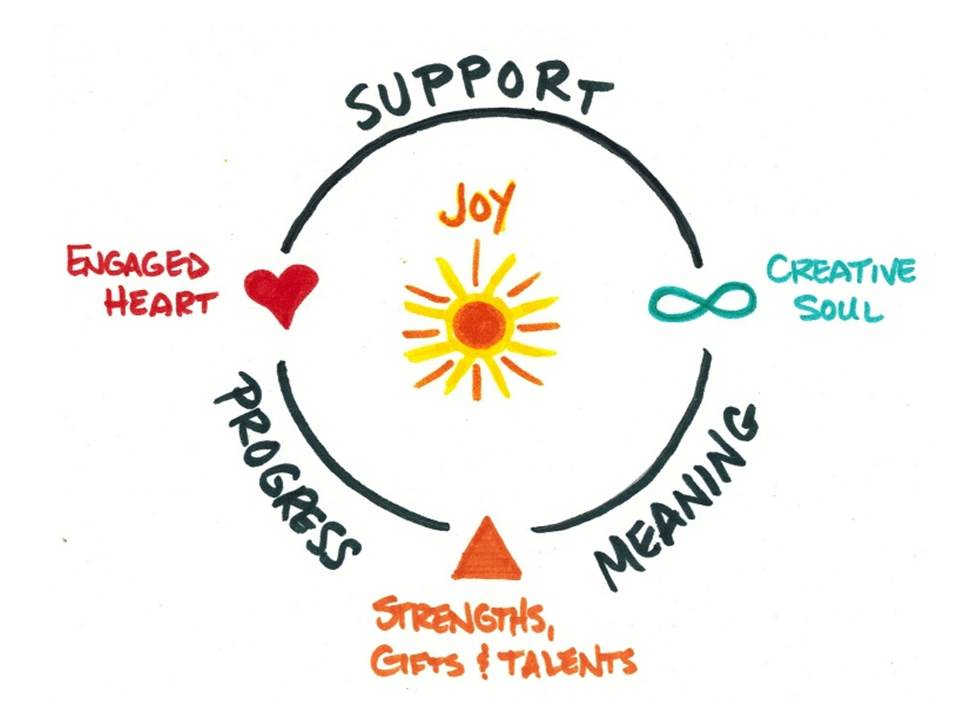 SUPPORT
JOY
ENGAGED
HEART
CREATIVE
SOUL
PROGRESS
MEANING
STRENGTHS,
GIFTS & TALENTS